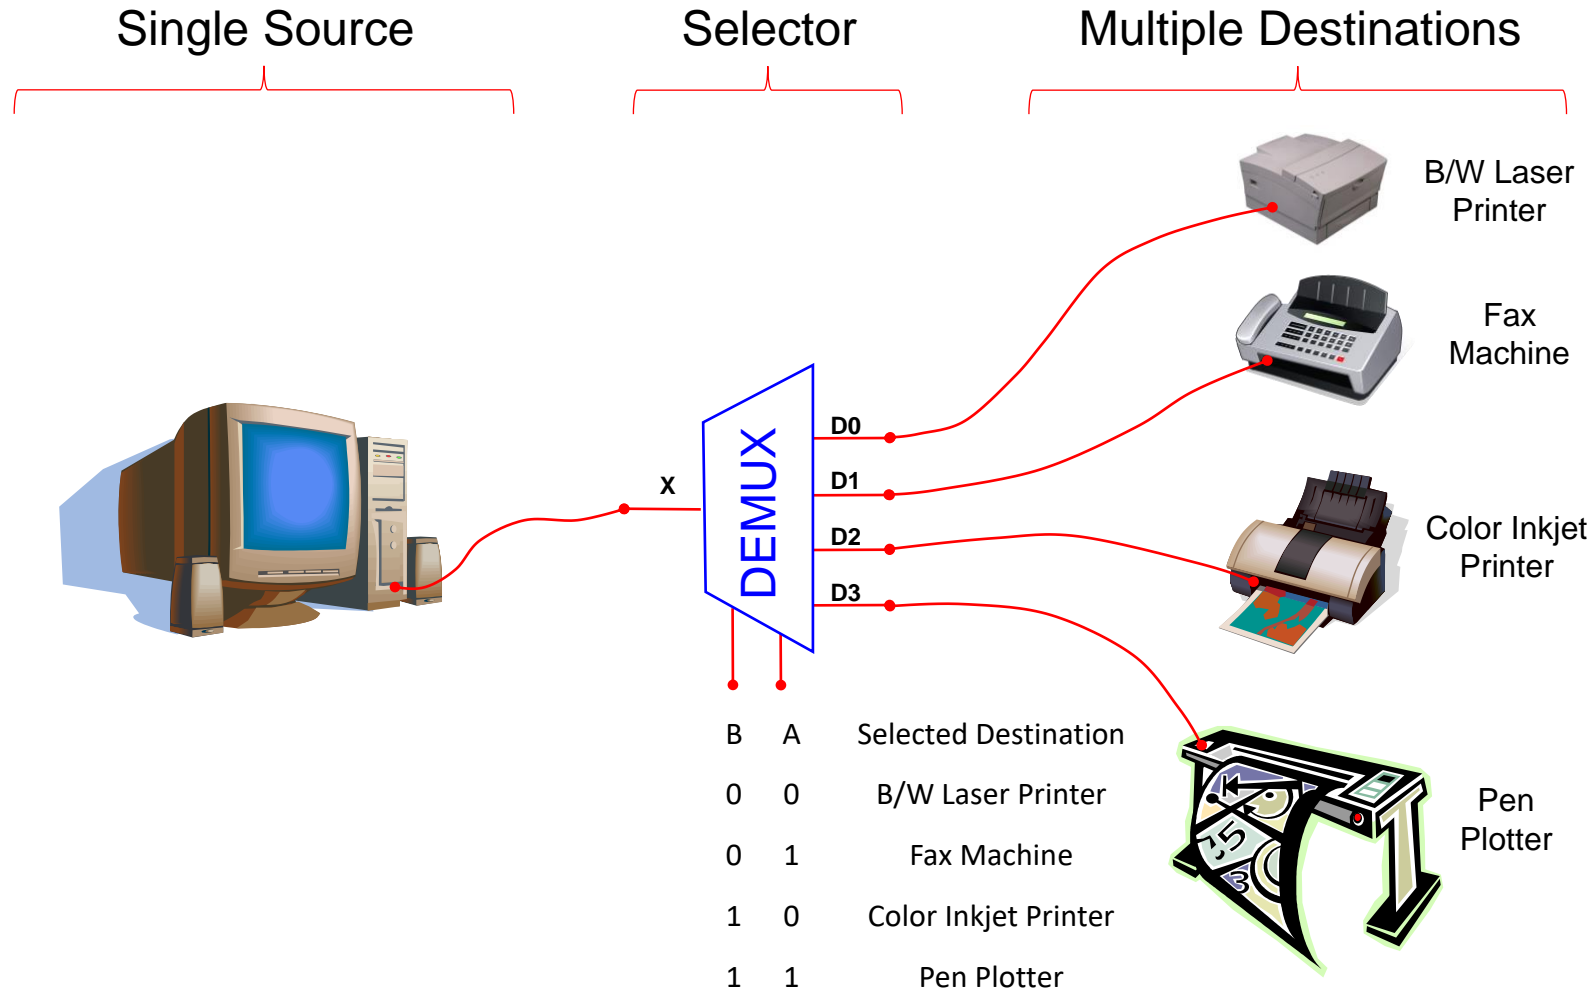 Single Source
Selector
Multiple Destinations
B/W Laser
Printer
Fax
Machine
D0
D1
X
DEMUX
D2
D3
Color Inkjet
Printer
B A Selected Destination
0 0 B/W Laser Printer
0 1 Fax Machine
1 0 Color Inkjet Printer
1 1 Pen Plotter
Pen
Plotter
35
3